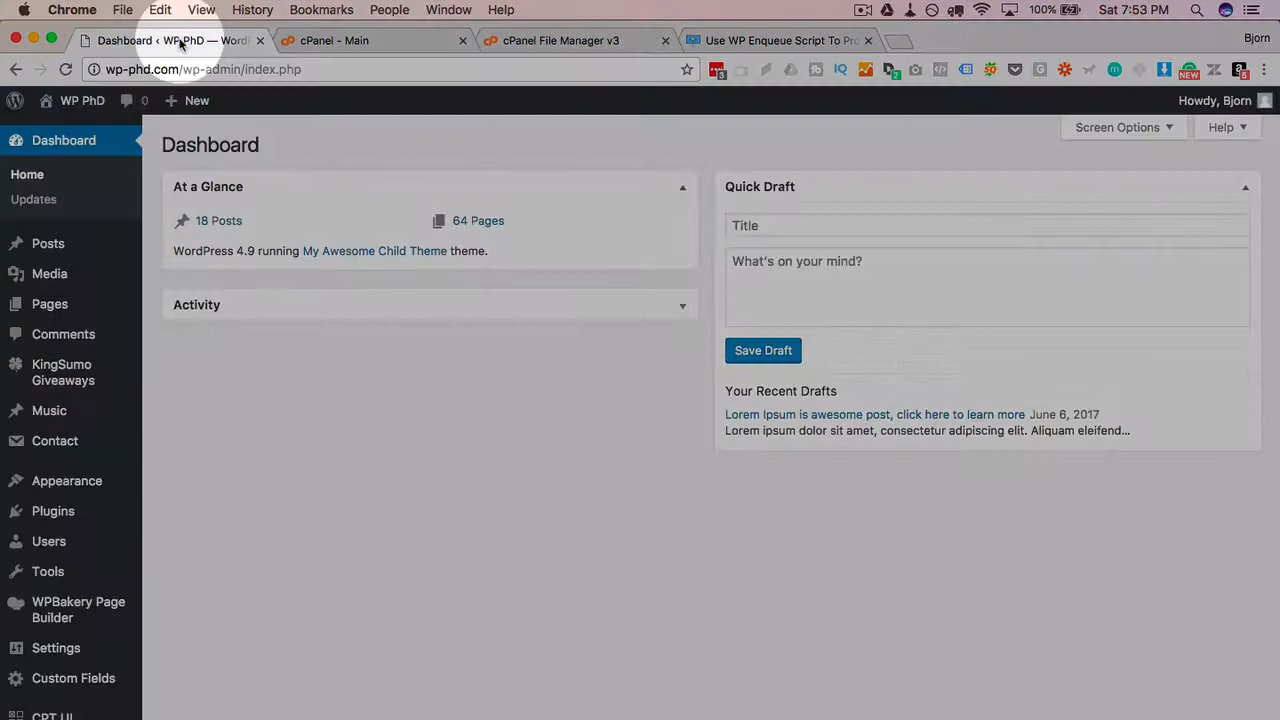 Chrome File Edit View History Bookmarks People Window Help 100% Sat 7:53 PM
Dashboard ‹ WP PhD — Word cPanel - Main cPanel File Manager v3 Use WP Enqueue Script To Pro Bjorn
wp-phd.com/wp-admin/index.php
WP PhD 0 New Howdy, Bjorn
Dashboard
Home
Updates
Posts
Media
Pages
Comments
KingSumo
Giveaways
Music
Contact
Appearance
Plugins
Users
Tools
WPBakery Page
Builder
Settings
Custom Fields
CPT UI
Screen Options Help
Dashboard
At a Glance
18 Posts 64 Pages
WordPress 4.9 running My Awesome Child Theme theme.
Activity
Quick Draft
Title
What's on your mind?
Save Draft
Your Recent Drafts
Lorem Ipsum is awesome post, click here to learn more June 6, 2017
Lorem ipsum dolor sit amet, consectetur adipiscing elit. Aliquam eleifend...